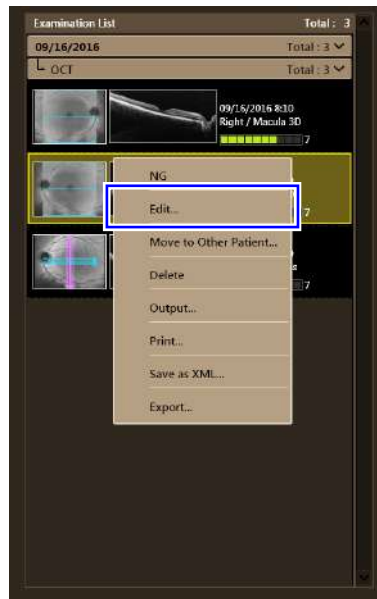 Examination List Total : 3
09/16/2016 Total : 3
OCT Total : 3
09/16/2016 8:10
Right / Macula 3D
7
NG
Edit...
7
Move to Other Patient...
Delete
s
7
Output...
Print...
Save as XML...
Export...